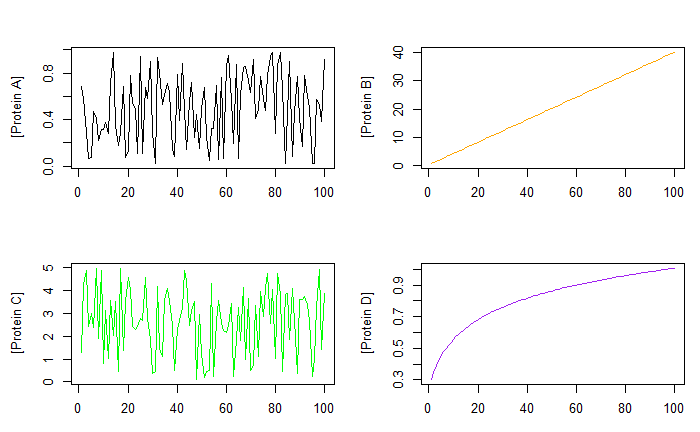 [Protein A]
0.0 0.4 0.8
0 20 40 60 80 100
[Protein B]
0 10 20 30 40
0 20 40 60 80 100
[Protein C]
0 1 2 3 4 5
0 20 40 60 80 100
[Protein D]
0.3 0.5 0.7 0.9
0 20 40 60 80 100